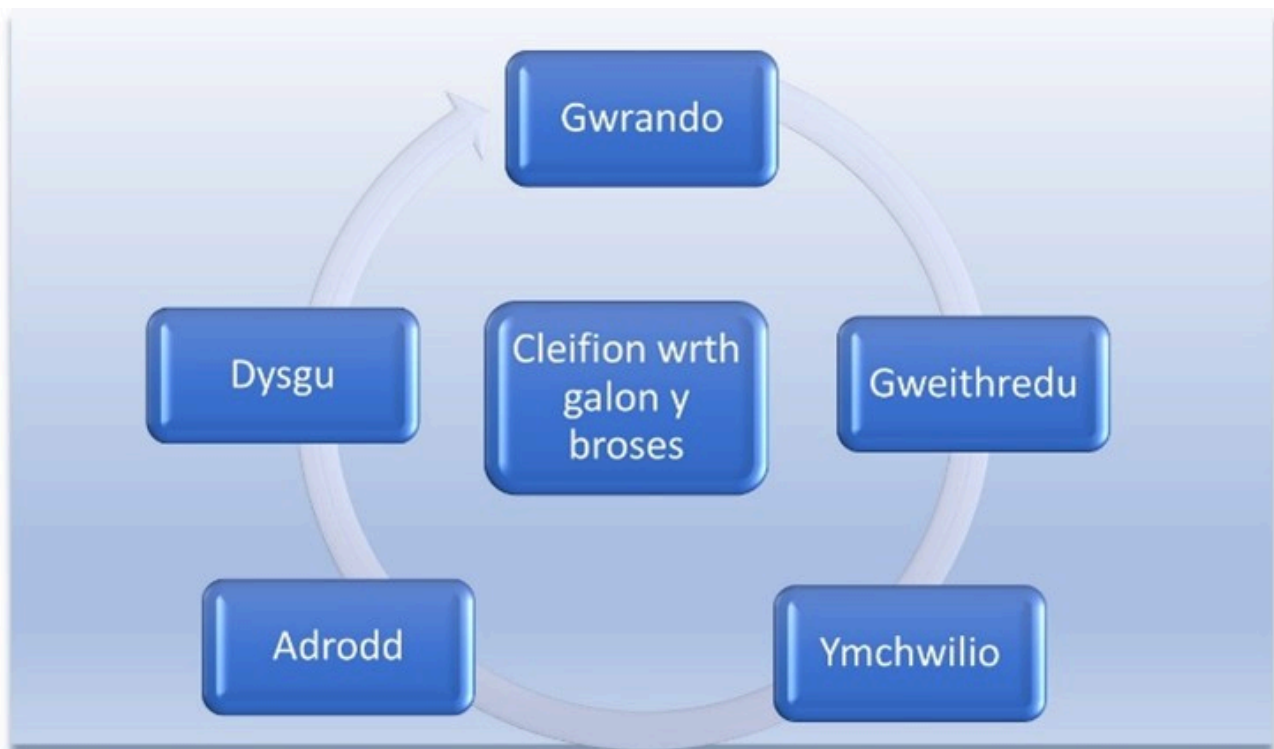 Gwrando
Dysgu
Cleifion wrth
galon y
broses
Gweithredu
Adrodd
Ymchwilio